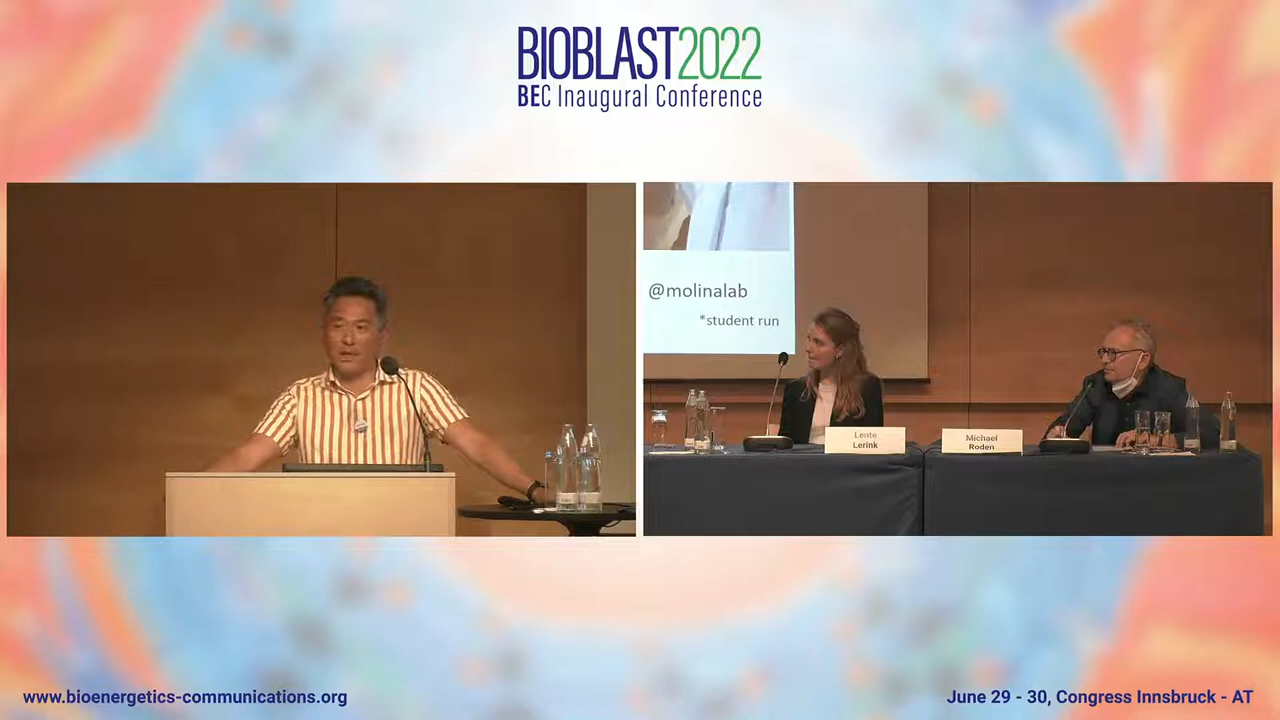 BIOBLAST2022
BEC Inaugural Conference
@molinalab
*student run
Lente
Lerink
Michael
Roden
www.bioenergetics-communications.org
June 29 - 30, Congress Innsbruck - AT